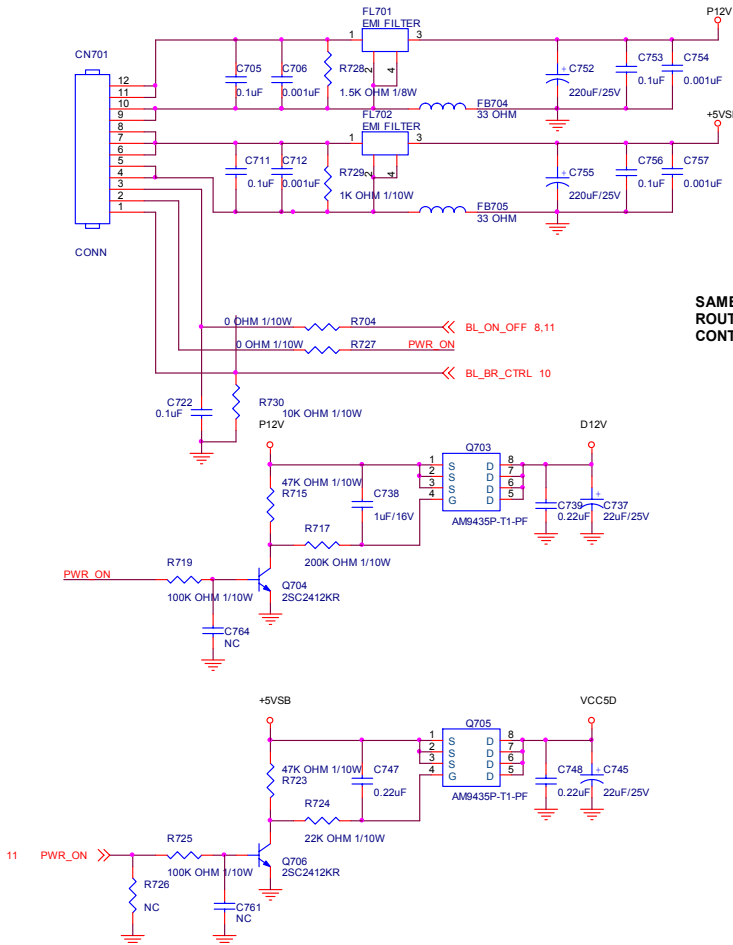 FL701
EMI FILTER
P12V
1
3
CN701
2
4
C705
0.1uF
C706
0.001uF
R728
1.5K OHM 1/8W
C752
220uF/25V
C753
0.1uF
C754
0.001uF
12
11
10
9
8
7
6
5
4
3
2
1
CONN
FB704
33 OHM
FL702
EMI FILTER
+5VSB
1
3
2
4
C711
0.1uF
C712
0.001uF
R729
1K OHM 1/10W
C755
220uF/25V
C756
0.1uF
C757
0.001uF
FB705
33 OHM
SAME
ROUT
CONT
0 OHM 1/10W
R704
BL_ON_OFF 8,11
0 OHM 1/10W
R727
PWR_ON
BL_BR_CTRL 10
C722
0.1uF
R730
10K OHM 1/10W
P12V
Q703
D12V
1
2
3
4
S
S
S
G
D
D
D
D
8
7
6
5
AM9435P-T1-PF
47K OHM 1/10W
R715
C738
1uF/16V
C739
0.22uF
C737
22uF/25V
R717
200K OHM 1/10W
PWR_ON
R719
100K OHM 1/10W
Q704
2SC2412KR
C764
NC
+5VSB
Q705
VCC5D
1
2
3
4
S
S
S
G
D
D
D
D
8
7
6
5
AM9435P-T1-PF
47K OHM 1/10W
R723
C747
0.22uF
C748
0.22uF
C745
22uF/25V
R724
22K OHM 1/10W
11 PWR_ON
R725
100K OHM 1/10W
Q706
2SC2412KR
R726
NC
C761
NC